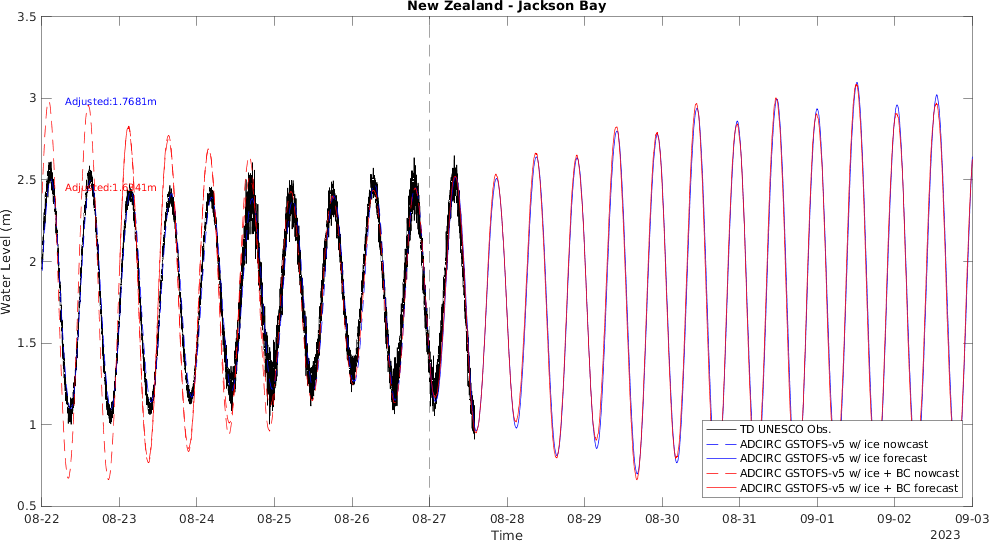 New Zealand - Jackson Bay
3.5
3
2.5
2
1.5
1
0.5
Water Level (m)
Adjusted:1.7681m
TD UNESCO Obs.
ADCIRC GSTOFS-v5 w/ ice nowcast
ADCIRC GSTOFS-v5 w/ ice forecast
ADCIRC GSTOFS-v5 w/ ice + BC nowcast
ADCIRC GSTOFS-v5 w/ ice + BC forecast
08-22 08-23 08-24 08-25 08-26 08-27 08-28 08-29 08-30 08-31 09-01 09-02 09-03
Time
2023